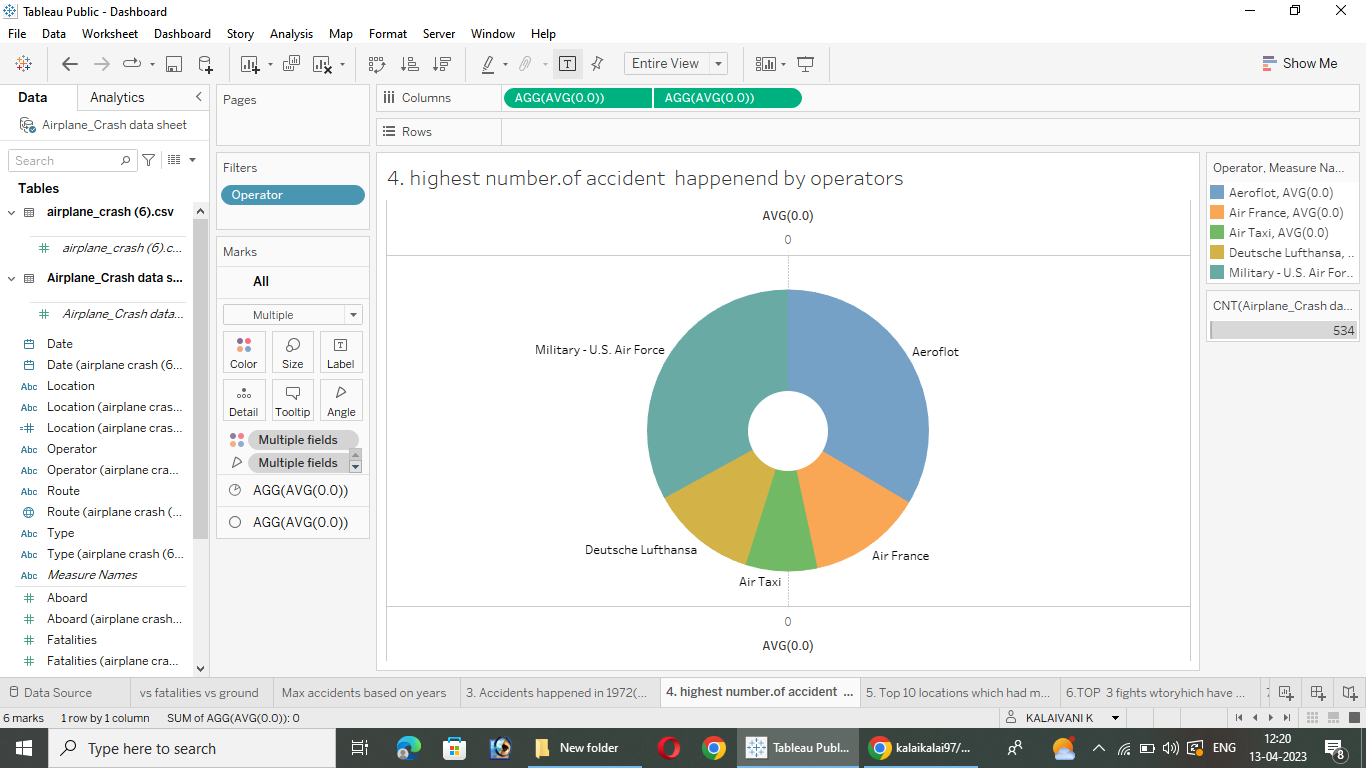 Tableau Public - Dashboard
File Data Worksheet Dashboard Story Analysis Map Format Server Window Help
Entire View
Show Me
Data Analytics
Airplane_Crash data sheet
Search
Tables
airplane_crash (6).csv
airplane_crash (6).c...
Airplane_Crash data s...
Airplane_Crash data...
Date
Date (airplane crash (6...
Abc Location
Abc Location (airplane cras...
Location (airplane cras...
Abc Operator
Abc Operator (airplane cra...
Abc Route
Route (airplane crash (...
Abc Type
Abc Type (airplane crash (6...
Abc Measure Names
Aboard
Aboard (airplane crash...
Fatalities
Fatalities (airplane cra...
Pages
Filters
Operator
Marks
All
Multiple
Color Size Label
Detail Tooltip Angle
Multiple fields
Multiple fields
AGG(AVG(0.0))
AGG(AVG(0.0))
Columns AGG(AVG(0.0)) AGG(AVG(0.0))
Rows
4. highest number.of accident happenend by operators
AVG(0.0)
0
Military - U.S. Air Force
Aeroflot
Deutsche Lufthansa
Air France
Air Taxi
0
AVG(0.0)
Operator, Measure Na...
Aeroflot, AVG(0.0)
Air France, AVG(0.0)
Air Taxi, AVG(0.0)
Deutsche Lufthansa, ..
Military - U.S. Air For..
CNT(Airplane_Crash da...
534
Data Source vs fatalities vs ground Max accidents based on years 3. Accidents happened in 1972(... 4. highest number.of accident ... 5. Top 10 locations which had m... 6.TOP 3 fights wtoryhich have ... 7
6 marks 1 row by 1 column SUM of AGG(AVG(0.0)): 0 KALAIVANI K
Type here to search New folder Tableau Publ... kalaikalai97/... ENG 12:20
13-04-2023
8